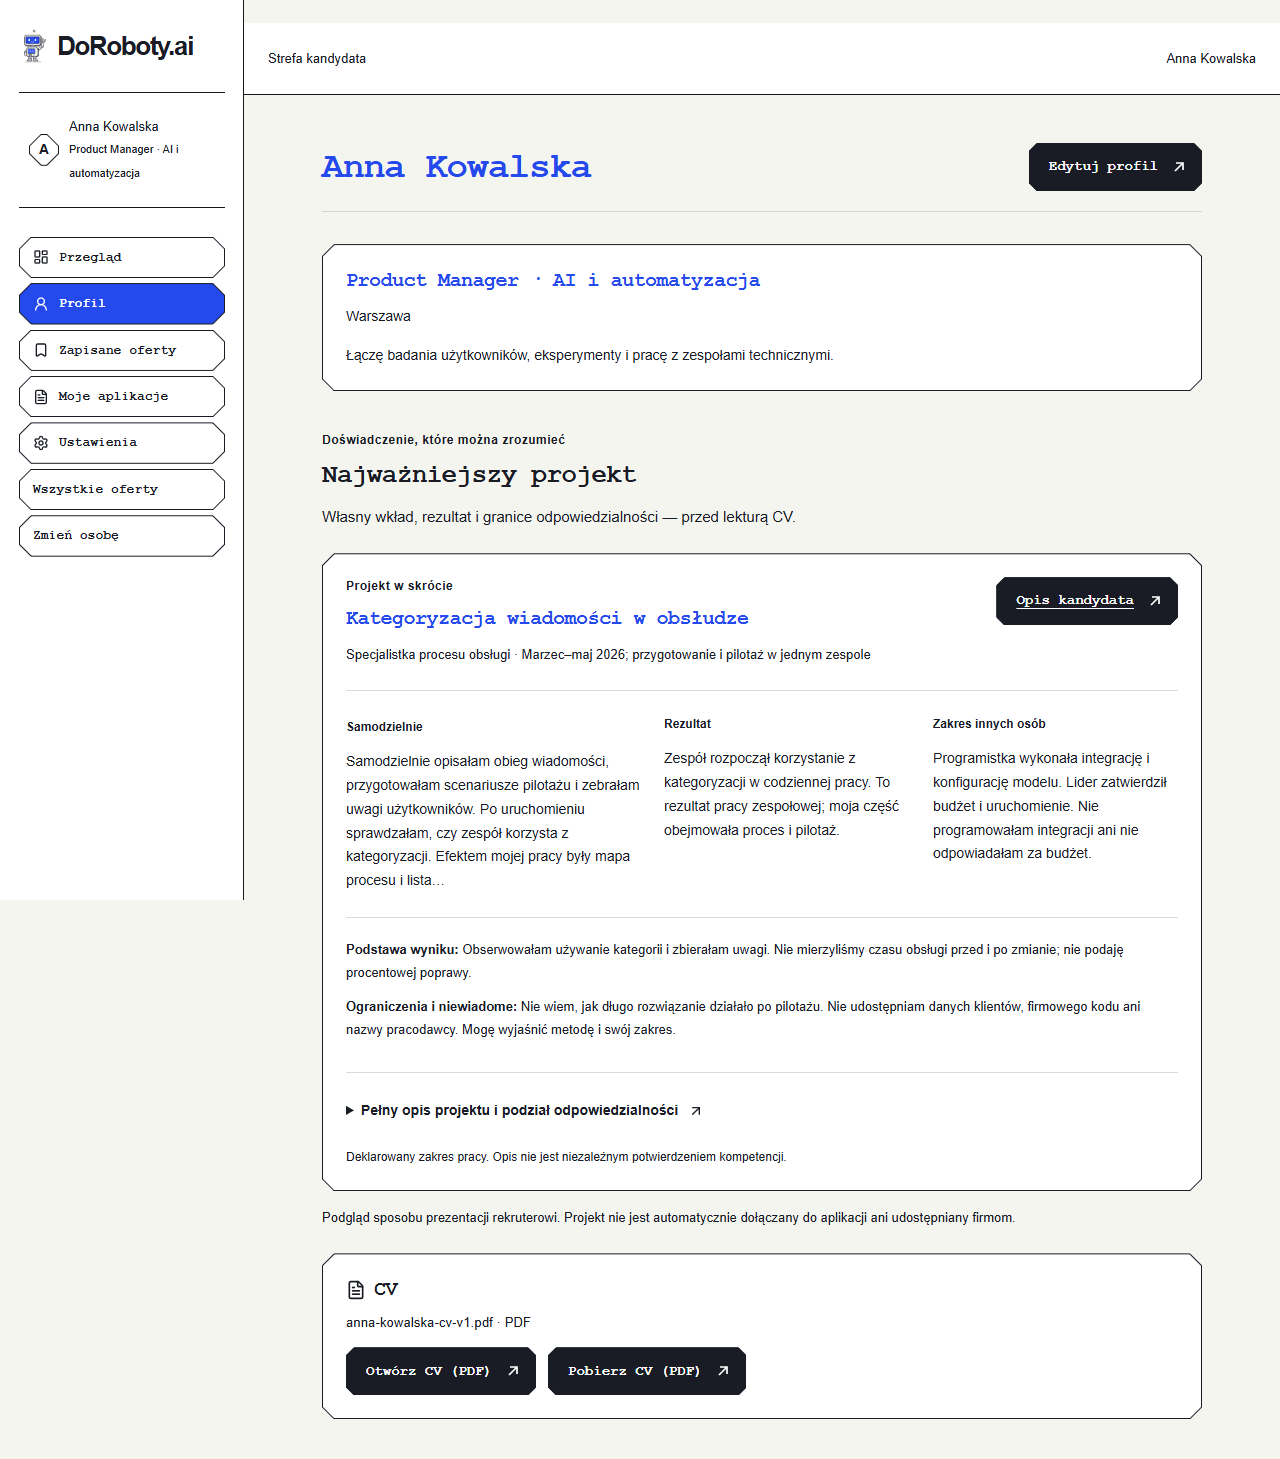 DoRoboty.ai
Strefa kandydata
Anna Kowalska
A
Anna Kowalska
Product Manager · AI i
automatyzacja
Przegląd
Profil
Zapisane oferty
Moje aplikacje
Ustawienia
Wszystkie oferty
Zmień osobę
Anna Kowalska
Edytuj profil
Product Manager · AI i automatyzacja
Warszawa
Łączę badania użytkowników, eksperymenty i pracę z zespołami technicznymi.
Doświadczenie, które można zrozumieć
Najważniejszy projekt
Własny wkład, rezultat i granice odpowiedzialności — przed lekturą CV.
Projekt w skrócie
Kategoryzacja wiadomości w obsłudze
Opis kandydata
Specjalistka procesu obsługi · Marzec–maj 2026; przygotowanie i pilotaż w jednym zespole
Samodzielnie
Samodzielnie opisałam obieg wiadomości,
przygotowałam scenariusze pilotażu i zebrałam
uwagi użytkowników. Po uruchomieniu
sprawdzałam, czy zespół korzysta z
kategoryzacji. Efektem mojej pracy były mapa
procesu i lista…
Rezultat
Zespół rozpoczął korzystanie z
kategoryzacji w codziennej pracy. To
rezultat pracy zespołowej; moja część
obejmowała proces i pilotaż.
Zakres innych osób
Programistka wykonała integrację i
konfigurację modelu. Lider zatwierdził
budżet i uruchomienie. Nie
programowałam integracji ani nie
odpowiadałam za budżet.
Podstawa wyniku: Obserwowałam używanie kategorii i zbierałam uwagi. Nie mierzyliśmy czasu obsługi przed i po zmianie; nie podaję
procentowej poprawy.
Ograniczenia i niewiadome: Nie wiem, jak długo rozwiązanie działało po pilotażu. Nie udostępniam danych klientów, firmowego kodu ani
nazwy pracodawcy. Mogę wyjaśnić metodę i swój zakres.
Pełny opis projektu i podział odpowiedzialności
Deklarowany zakres pracy. Opis nie jest niezależnym potwierdzeniem kompetencji.
Podgląd sposobu prezentacji rekruterowi. Projekt nie jest automatycznie dołączany do aplikacji ani udostępniany firmom.
CV
anna-kowalska-cv-v1.pdf · PDF
Otwórz CV (PDF)
Pobierz CV (PDF)